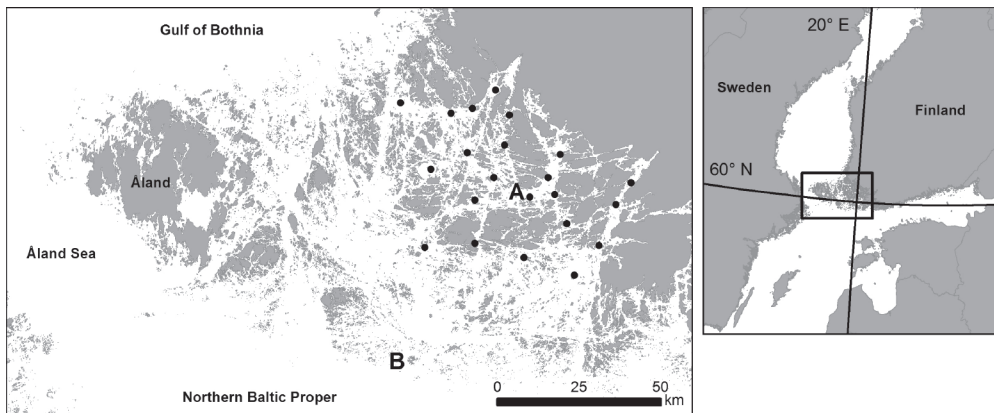 Gulf of Bothnia
Åland
Åland Sea
A
B
Northern Baltic Proper
0 25 50
km
20° E
Sweden
Finland
60° N